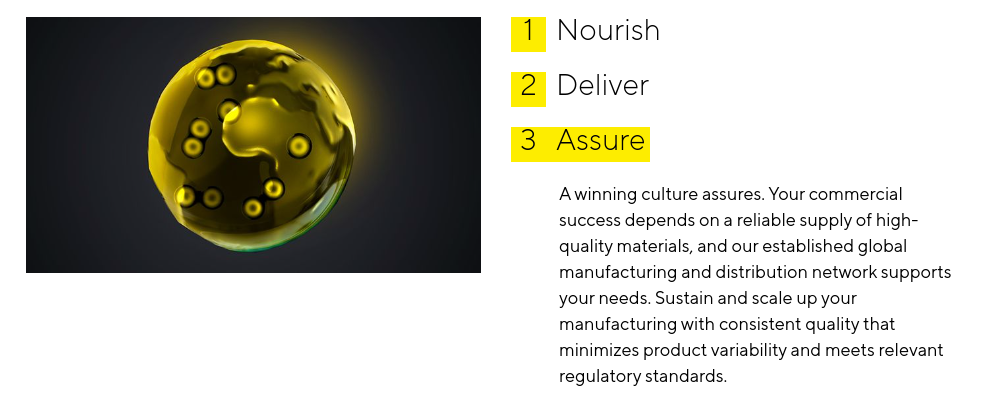 1 Nourish
2 Deliver
3 Assure
A winning culture assures. Your commercial
success depends on a reliable supply of high-
quality materials, and our established global
manufacturing and distribution network supports
your needs. Sustain and scale up your
manufacturing with consistent quality that
minimizes product variability and meets relevant
regulatory standards.